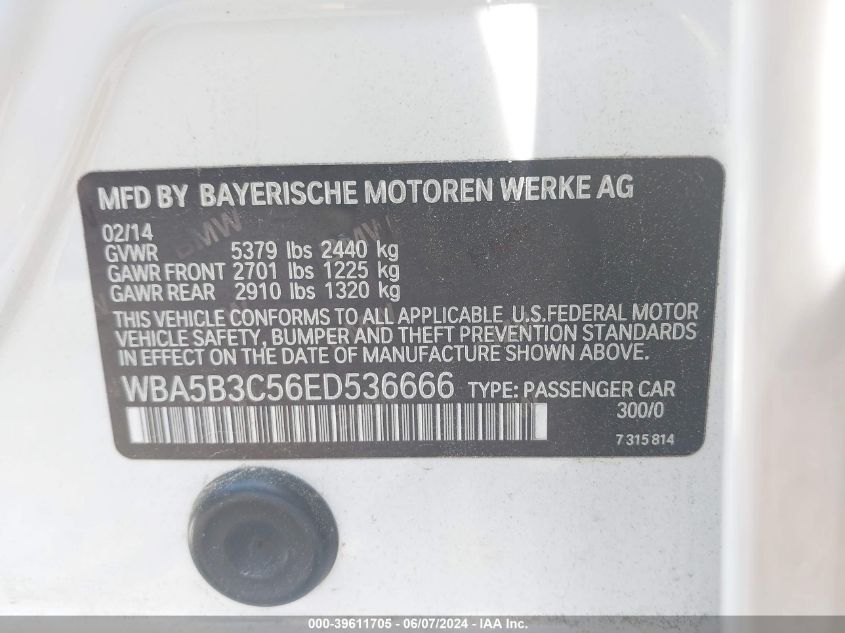 MFD BY BAYERISCHE MOTOREN WERKE AG
02/14
GVWR 5379 lbs 2440 kg
GAWR FRONT 2701 lbs 1225 kg
GAWR REAR 2910 lbs 1320 kg
THIS VEHICLE CONFORMS TO ALL APPLICABLE U.S.FEDERAL MOTOR
VEHICLE SAFETY, BUMPER AND THEFT PREVENTION STANDARDS
IN EFFECT ON THE DATE OF MANUFACTURE SHOWN ABOVE.
WBA5B3C56ED536666 TYPE: PASSENGER CAR
300/0
7 315 814
000-39611705 - 06/07/2024 - IAA Inc.